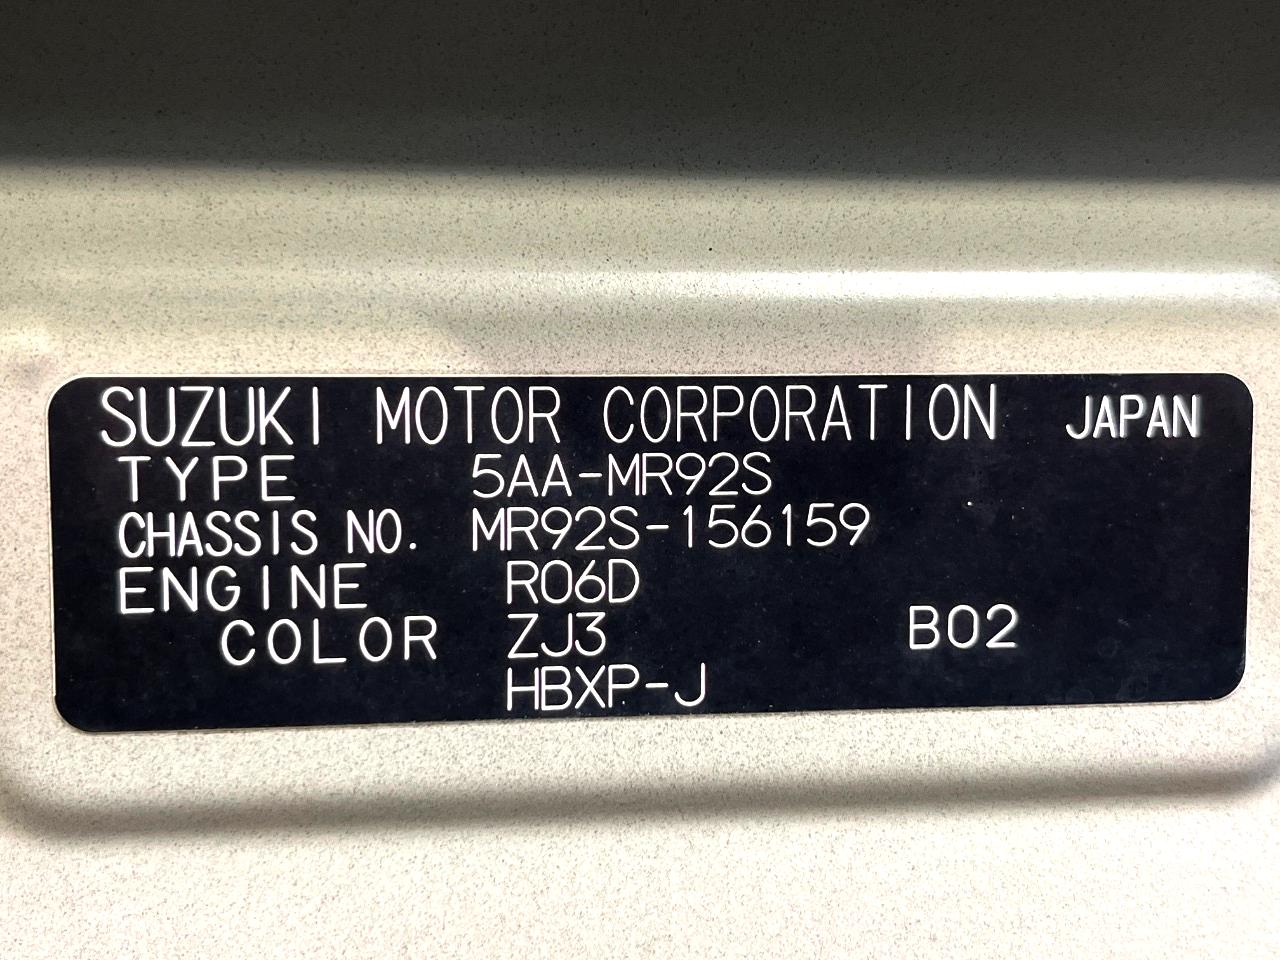 SUZUKI MOTOR CORPORATION JAPAN
TYPE 5AA-MR92S
CHASSIS NO. MR92S-156159
ENGINE R06D
COLOR ZJ3 B02
HBXP-J